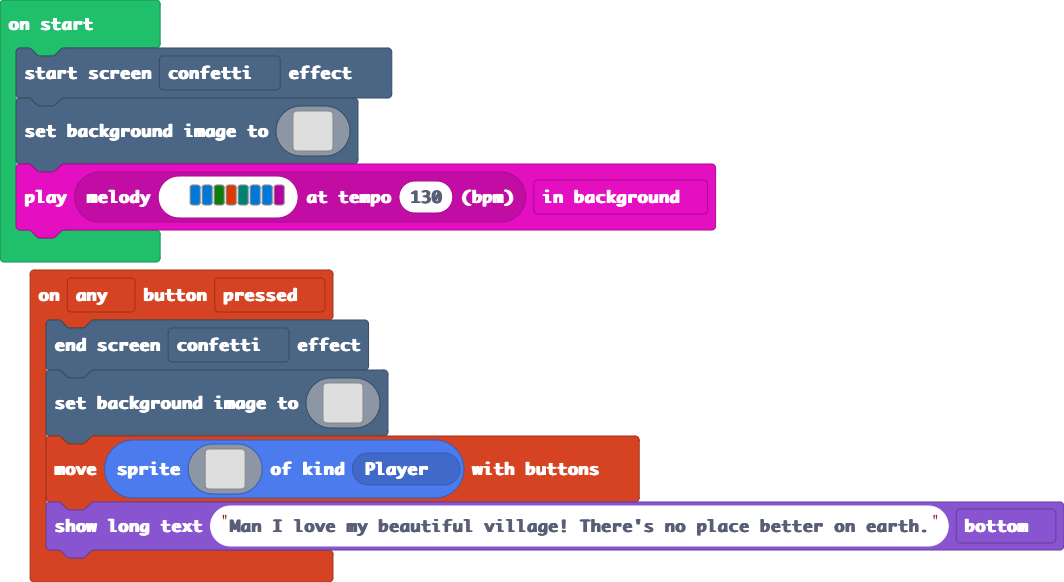 on start
start screen confetti effect
set background image to
play melody at tempo 130 (bpm) in background
on any button pressed
end screen confetti effect
set background image to
move sprite of kind Player with buttons
show long text "Man I love my beautiful village! There's no place better on earth." bottom